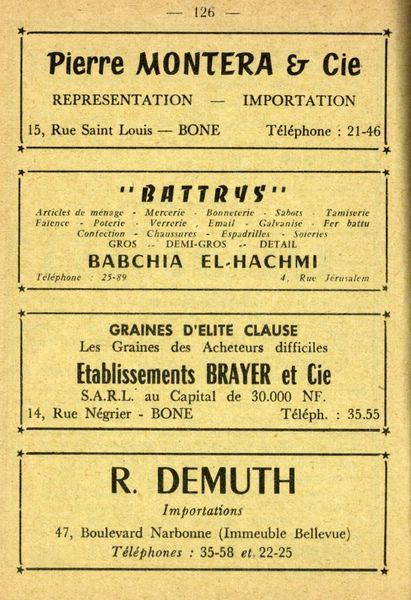 — 126 —
Pierre MONTERA & Cie
REPRESENTATION — IMPORTATION
15, Rue Saint Louis — BONE Téléphone : 21-46
"BATTRYS"
Articles de ménage - Mercerie - Bonneterie - Sabots - Tamiserie
Faïence - Poterie - Verrerie, Email - Galvanisé - Fer battu
Confection - Chaussures - Espadrilles - Soieries
GROS -- DEMI-GROS -- DETAIL
BABCHIA EL-HACHMI
Téléphone : 25-89 4, Rue Jérusalem
GRAINES D'ELITE CLAUSE
Les Graines des Acheteurs difficiles
Etablissements BRAYER et Cie
S.A.R.L. au Capital de 30.000 NF.
14, Rue Négrier - BONE Téléph. : 35.55
R. DEMUTH
Importations
47, Boulevard Narbonne (Immeuble Bellevue)
Téléphones : 35-58 et 22-25